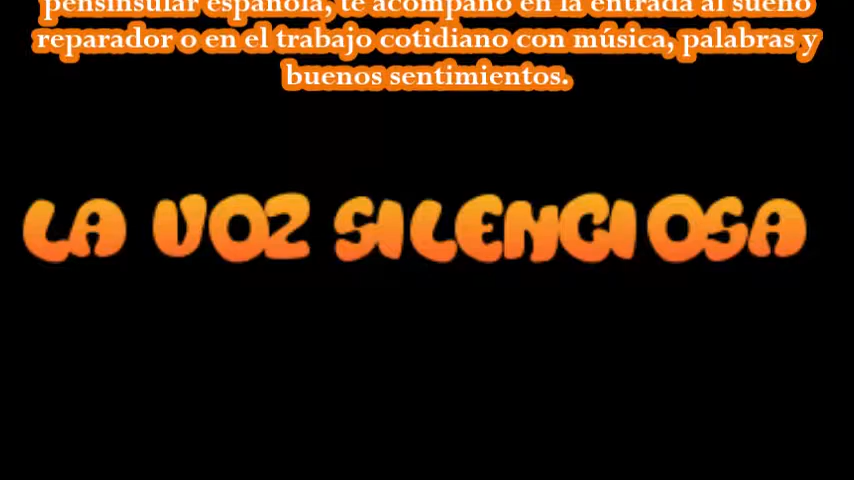 pensinsular española, te acompaño en la entrada al sueño
reparador o en el trabajo cotidiano con música, palabras y
buenos sentimientos.
LA VOZ SILENCIOSA